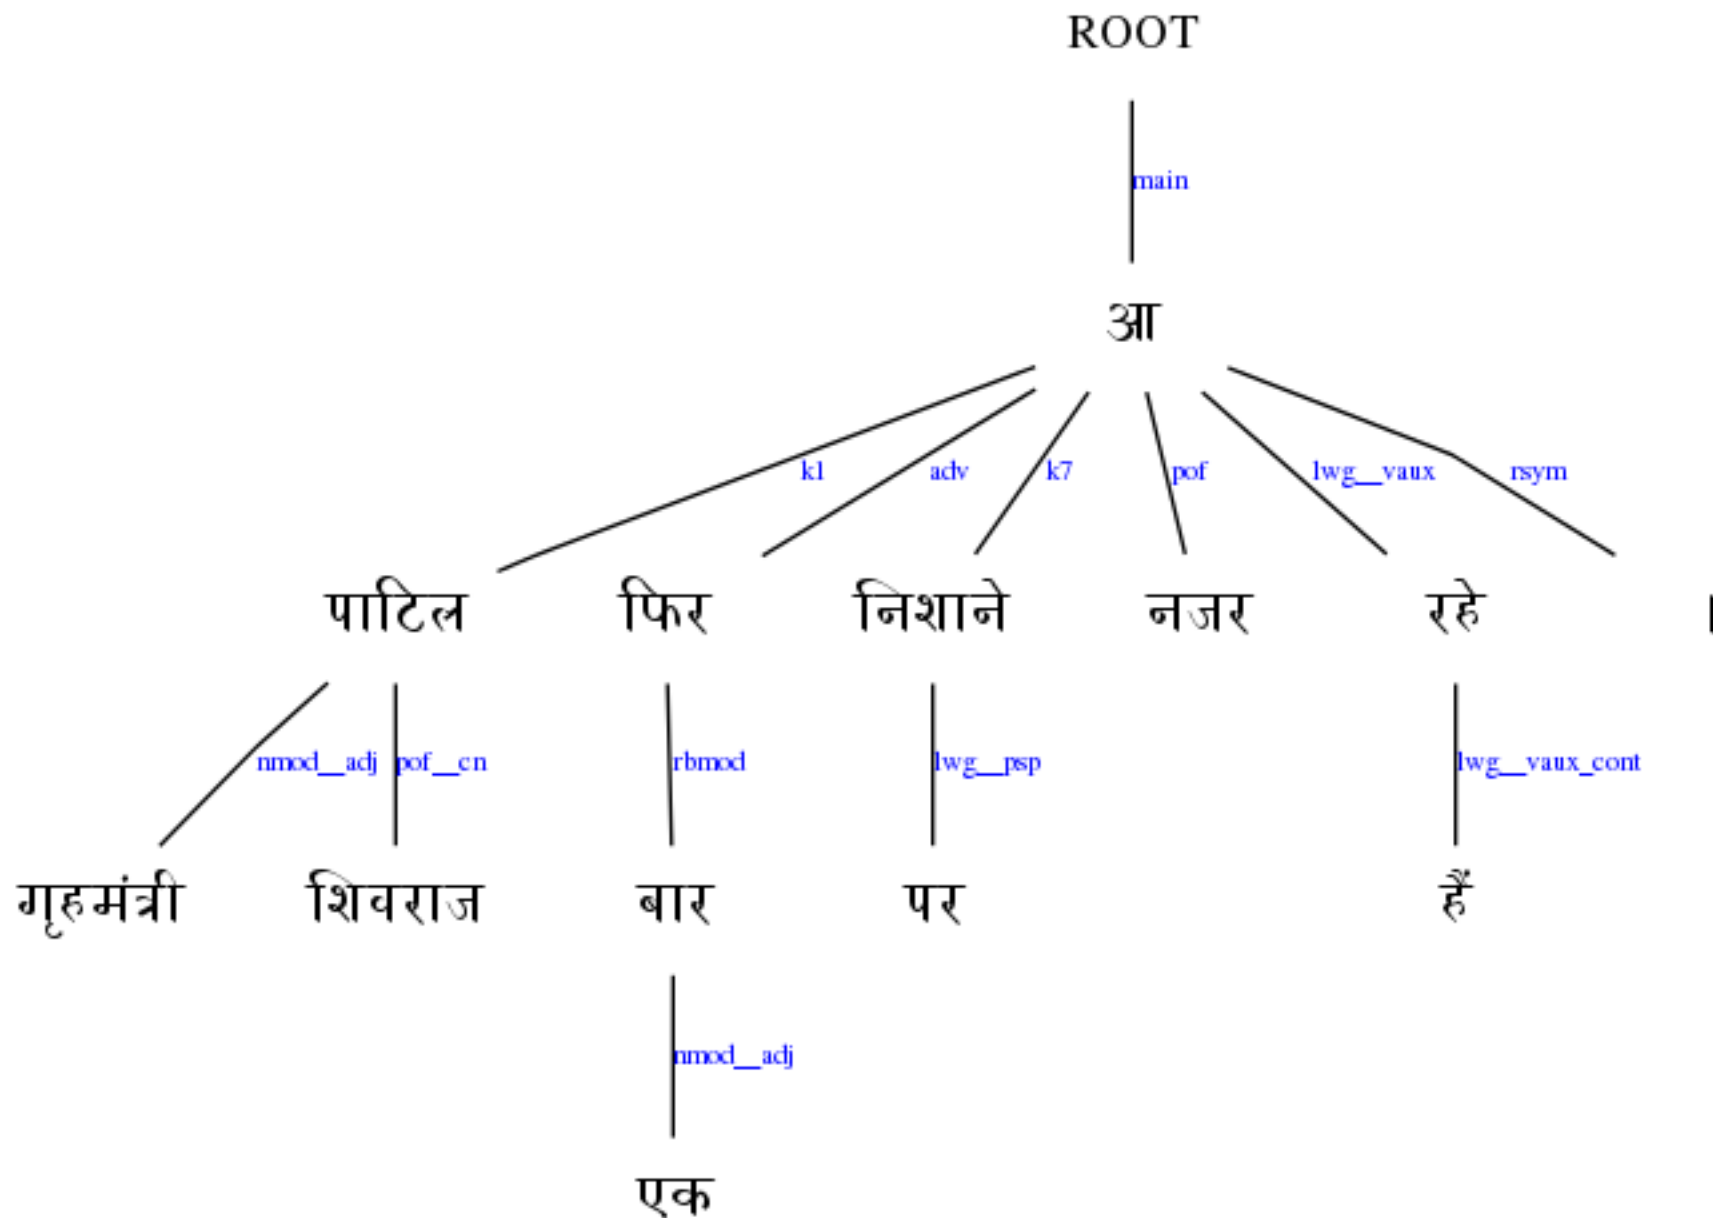 ROOT
main
आ
k1 adv k7 pof lwg__vaux rsym
पाटिल फिर निशाने नजर रहे ।
nmod__adj pof__cn rbmod lwg__psp lwg__vaux_cont
गृहमंत्री शिवराज बार पर हैं
nmod__adj
एक